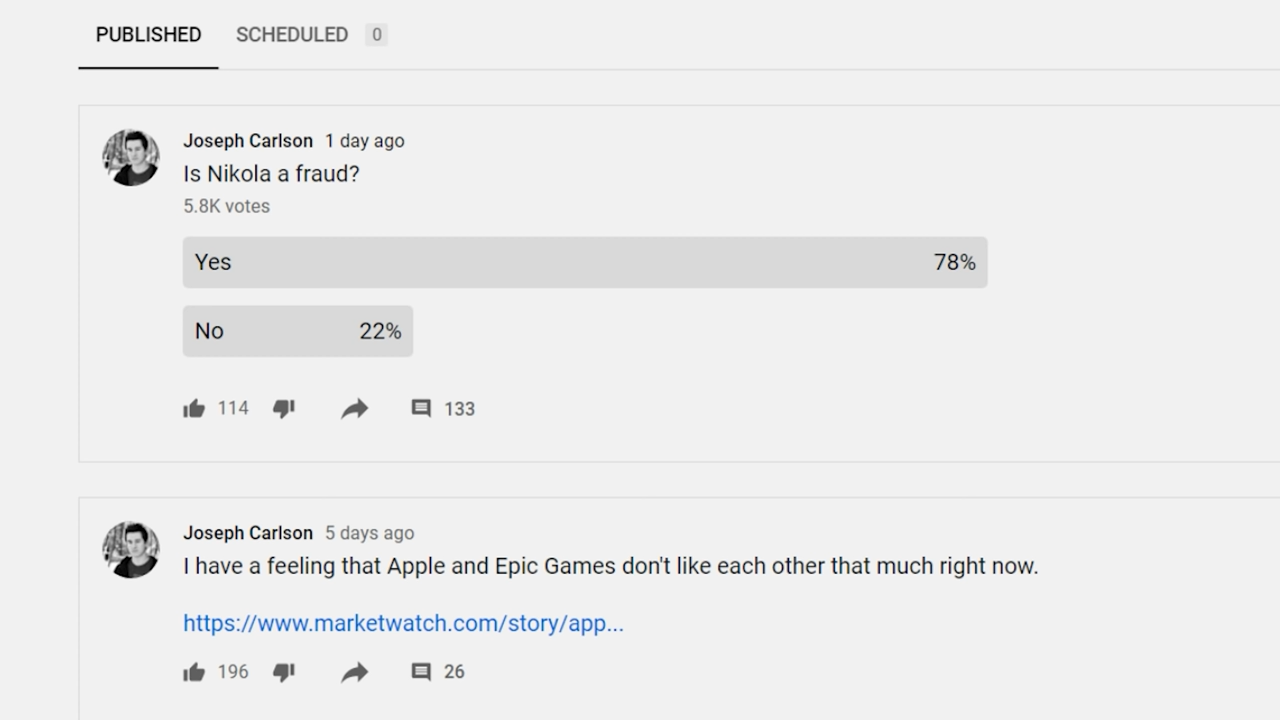 PUBLISHED SCHEDULED 0
Joseph Carlson 1 day ago
Is Nikola a fraud?
5.8K votes
Yes 78%
No 22%
114 133
Joseph Carlson 5 days ago
I have a feeling that Apple and Epic Games don't like each other that much right now.
https://www.marketwatch.com/story/app...
196 26